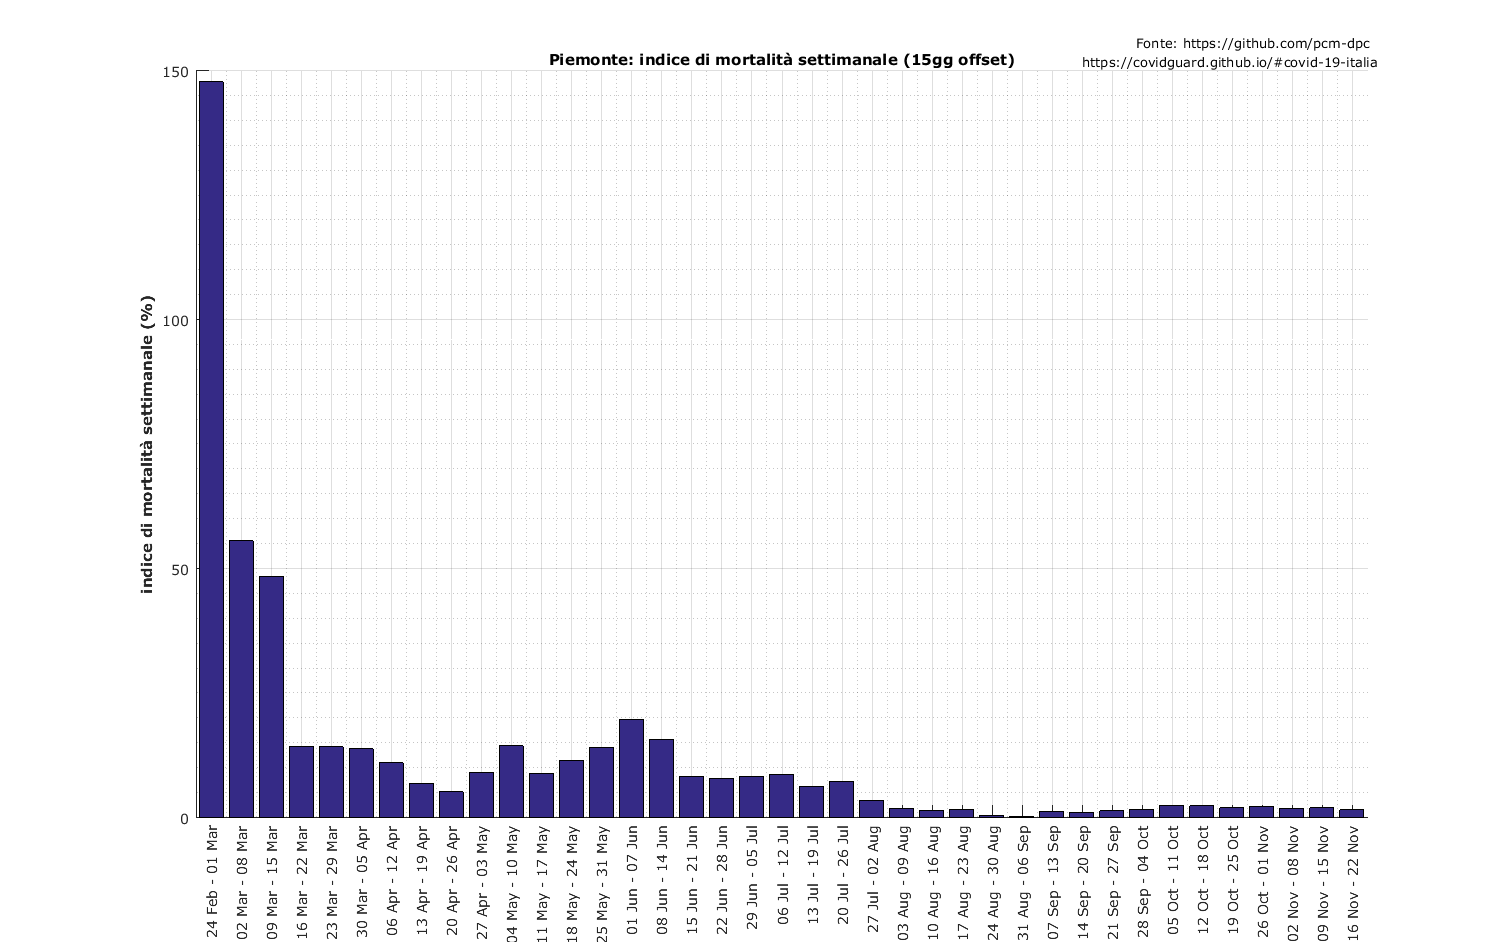 Fonte: https://github.com/pcm-dpc
https://covidguard.github.io/#covid-19-italia
Piemonte: indice di mortalità settimanale (15gg offset)
indice di mortalità settimanale (%)
150
100
50
0
24 Feb - 01 Mar
02 Mar - 08 Mar
09 Mar - 15 Mar
16 Mar - 22 Mar
23 Mar - 29 Mar
30 Mar - 05 Apr
06 Apr - 12 Apr
13 Apr - 19 Apr
20 Apr - 26 Apr
27 Apr - 03 May
04 May - 10 May
11 May - 17 May
18 May - 24 May
25 May - 31 May
01 Jun - 07 Jun
08 Jun - 14 Jun
15 Jun - 21 Jun
22 Jun - 28 Jun
29 Jun - 05 Jul
06 Jul - 12 Jul
13 Jul - 19 Jul
20 Jul - 26 Jul
27 Jul - 02 Aug
03 Aug - 09 Aug
10 Aug - 16 Aug
17 Aug - 23 Aug
24 Aug - 30 Aug
31 Aug - 06 Sep
07 Sep - 13 Sep
14 Sep - 20 Sep
21 Sep - 27 Sep
28 Sep - 04 Oct
05 Oct - 11 Oct
12 Oct - 18 Oct
19 Oct - 25 Oct
26 Oct - 01 Nov
02 Nov - 08 Nov
09 Nov - 15 Nov
16 Nov - 22 Nov